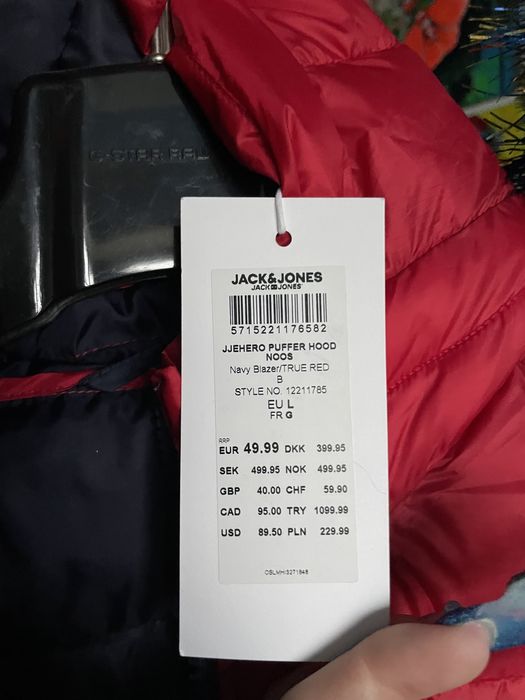 G-STAR RAW
JACK&JONES
JACK JONES
5715221176582
JJEHERO PUFFER HOOD
NOOS
Navy Blazer/TRUE RED
B
STYLE NO. 12211785
EU L
FR G
RRP
EUR 49.99 DKK 399.95
SEK 499.95 NOK 499.95
GBP 40.00 CHF 59.90
CAD 95.00 TRY 1099.99
USD 89.50 PLN 229.99